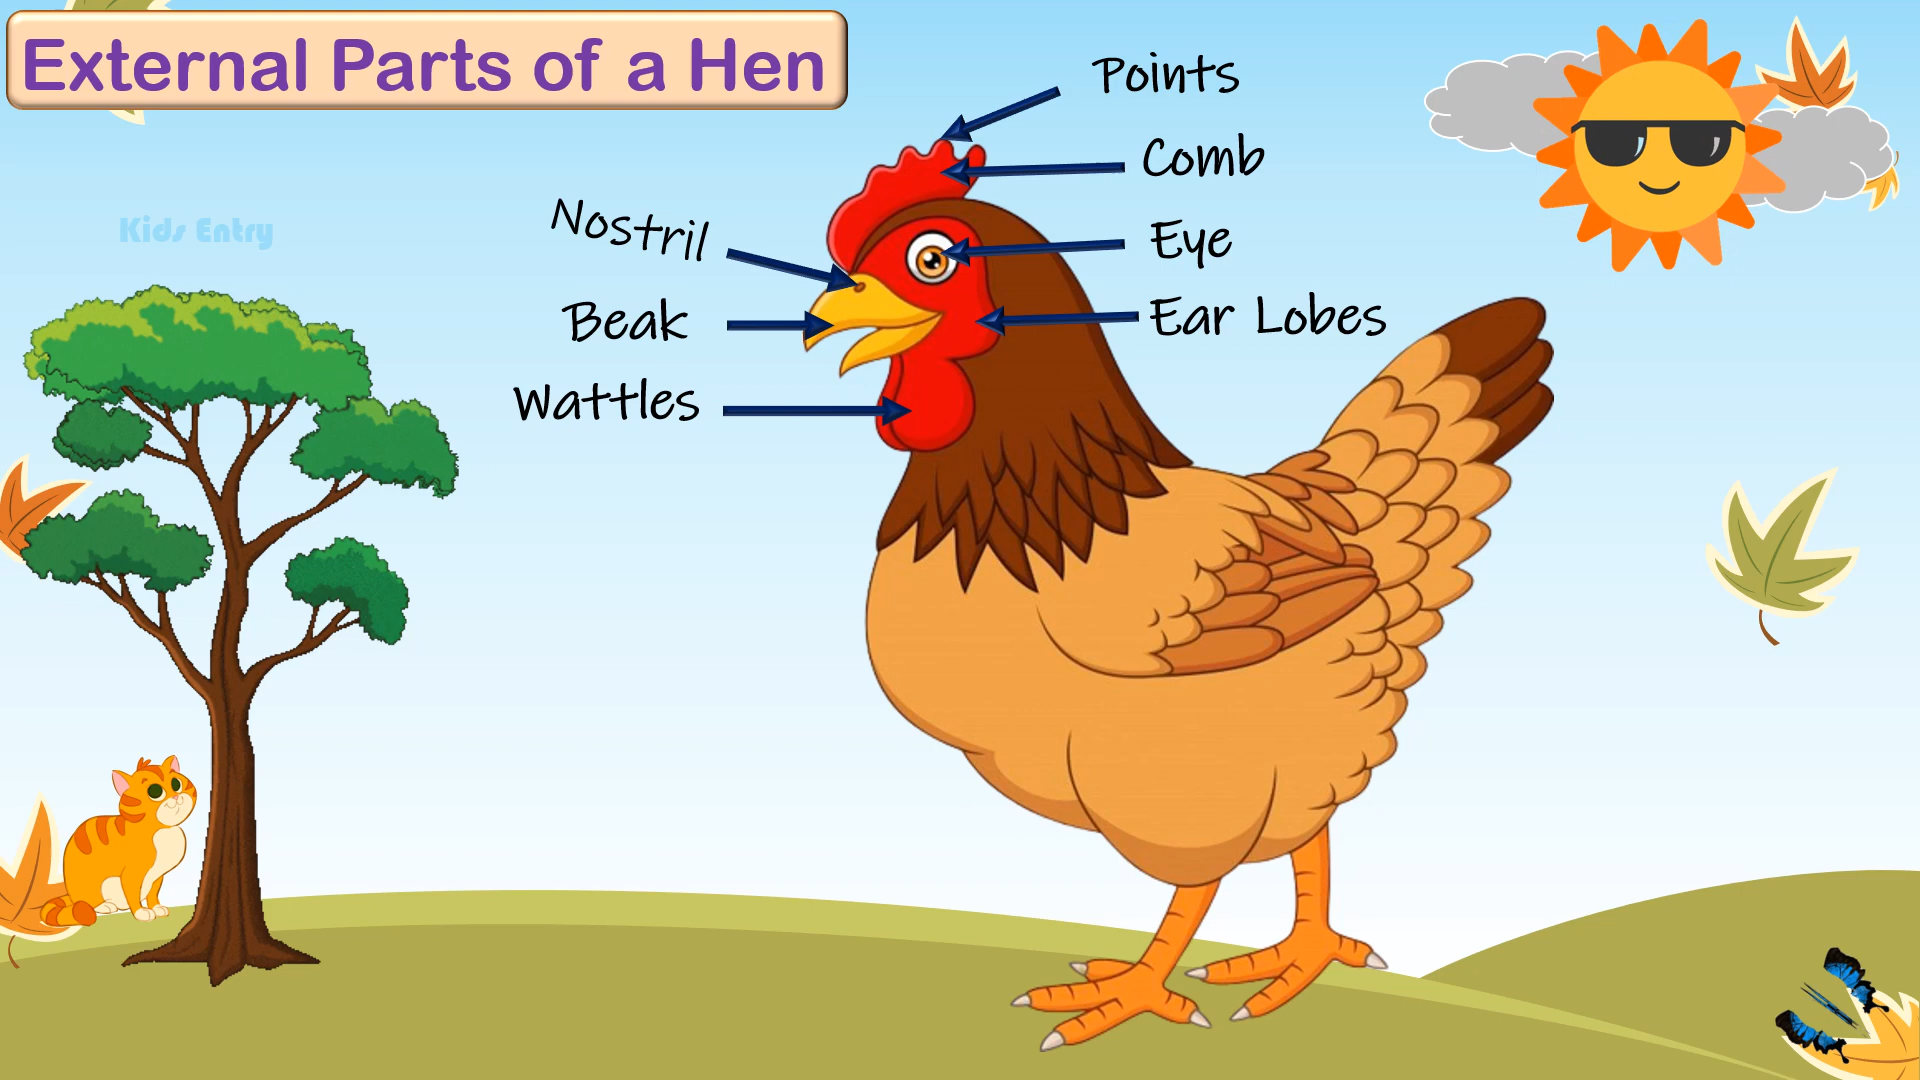 External Parts of a Hen
Points
Comb
Nostril
Kids Entry
Eye
Beak
Ear Lobes
Wattles